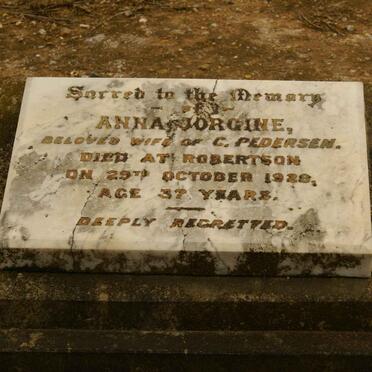 Sacred to the Memory
OF
ANNA JORGINE,
BELOVED WIFE OF C. PEDERSEN.
DIED AT ROBERTSON
ON 29TH OCTOBER 1928,
AGE 37 YEARS.
DEEPLY REGRETTED.